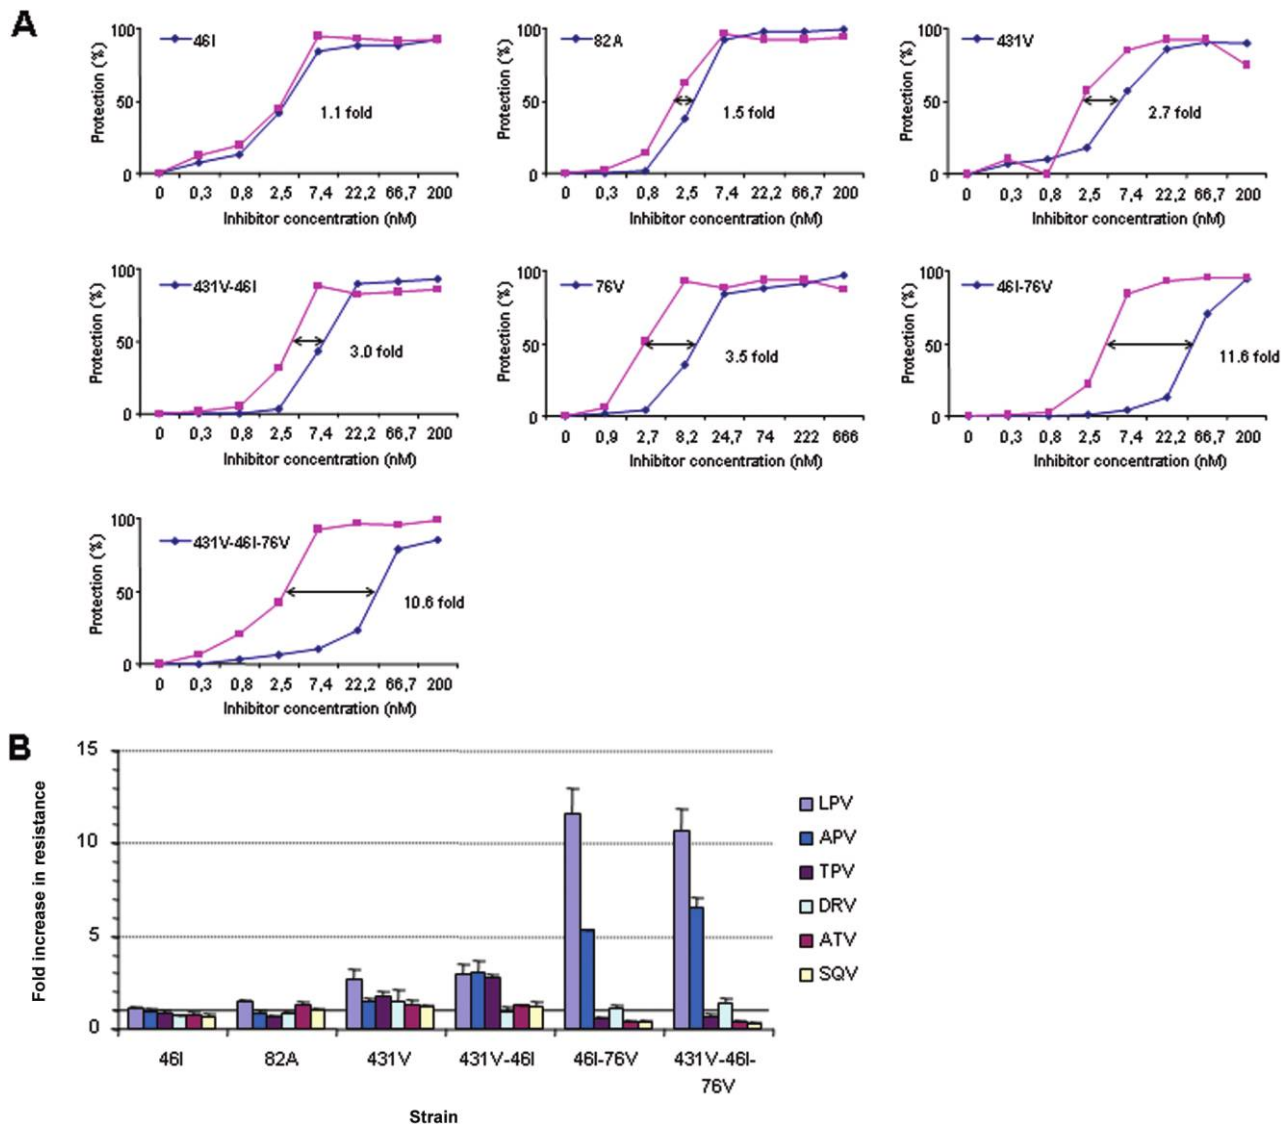 A
Protection (%)
100
50
0
46I
1.1 fold
0 0,3 0,8 2,5 7,4 22,2 66,7 200
Inhibitor concentration (nM)
Protection (%)
100
50
0
82A
1.5 fold
0 0,3 0,8 2,5 7,4 22,2 66,7 200
Inhibitor concentration (nM)
Protection (%)
100
50
0
431V
2.7 fold
0 0,3 0,8 2,5 7,4 22,2 66,7 200
Inhibitor concentration (nM)
Protection (%)
100
50
0
431V-46I
3.0 fold
0 0,3 0,8 2,5 7,4 22,2 66,7 200
Inhibitor concentration (nM)
Protection (%)
100
50
0
76V
3.5 fold
0 0,9 2,7 8,2 24,7 74 222 666
Inhibitor concentration (nM)
Protection (%)
100
50
0
46I-76V
11.6 fold
0 0,3 0,8 2,5 7,4 22,2 66,7 200
Inhibitor concentration (nM)
Protection (%)
100
50
0
431V-46I-76V
10.6 fold
0 0,3 0,8 2,5 7,4 22,2 66,7 200
Inhibitor concentration (nM)
B
Fold increase in resistance
15
10
5
0
LPV
APV
TPV
DRV
ATV
SQV
46I 82A 431V 431V-46I 46I-76V 431V-46I-
76V
Strain